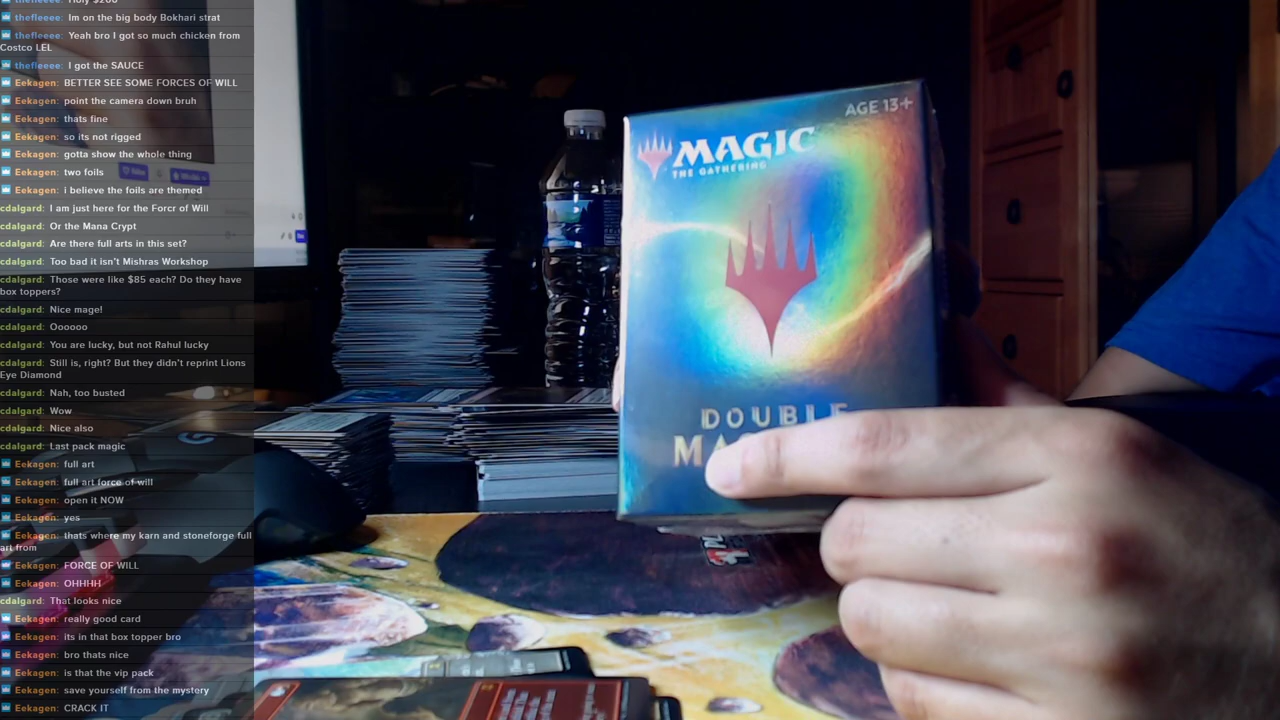 thefleeee: Holy $200
thefleeee: Im on the big body Bokhari strat
thefleeee: Yeah bro I got so much chicken from
Costco LEL
thefleeee: I got the SAUCE
Eekagen: BETTER SEE SOME FORCES OF WILL
Eekagen: point the camera down bruh
Eekagen: thats fine
Eekagen: so its not rigged
Eekagen: gotta show the whole thing
Eekagen: two foils
Eekagen: i believe the foils are themed
cdalgard: I am just here for the Forcr of Will
cdalgard: Or the Mana Crypt
cdalgard: Are there full arts in this set?
cdalgard: Too bad it isn't Mishras Workshop
cdalgard: Those were like $85 each? Do they have
box toppers?
cdalgard: Nice mage!
cdalgard: Oooooo
cdalgard: You are lucky, but not Rahul lucky
cdalgard: Still is, right? But they didn't reprint Lions
Eye Diamond
cdalgard: Nah, too busted
cdalgard: Wow
cdalgard: Nice also
cdalgard: Last pack magic
Eekagen: full art
Eekagen: full art force of will
Eekagen: open it NOW
Eekagen: yes
Eekagen: thats where my karn and stoneforge full
art from
Eekagen: FORCE OF WILL
Eekagen: OHHHH
cdalgard: That looks nice
Eekagen: really good card
Eekagen: its in that box topper bro
Eekagen: bro thats nice
Eekagen: is that the vip pack
Eekagen: save yourself from the mystery
Eekagen: CRACK IT
AGE 13+
MAGIC
THE GATHERING
DOUBLE